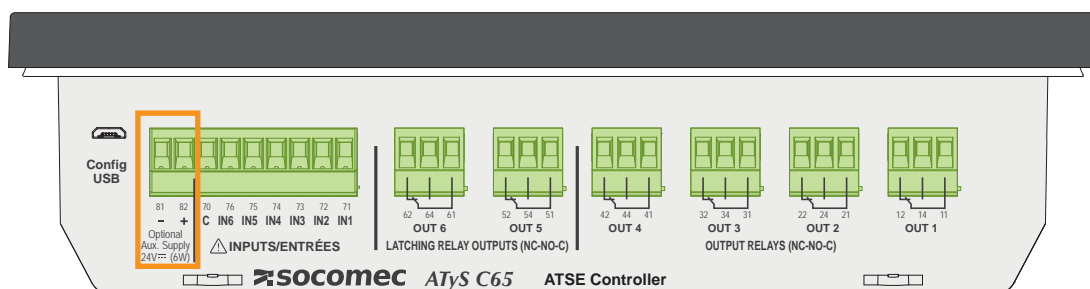 Config
USB
81 82 70 76 75 74 73 72 71
– + C IN6 IN5 IN4 IN3 IN2 IN1
Optional
Aux. Supply
24V⎓ (6W)
⚠ INPUTS/ENTRÉES
62 64 61
OUT 6
52 54 51
OUT 5
LATCHING RELAY OUTPUTS (NC-NO-C)
42 44 41
OUT 4
32 34 31
OUT 3
22 24 21
OUT 2
12 14 11
OUT 1
OUTPUT RELAYS (NC-NO-C)
socomec ATyS C65 ATSE Controller